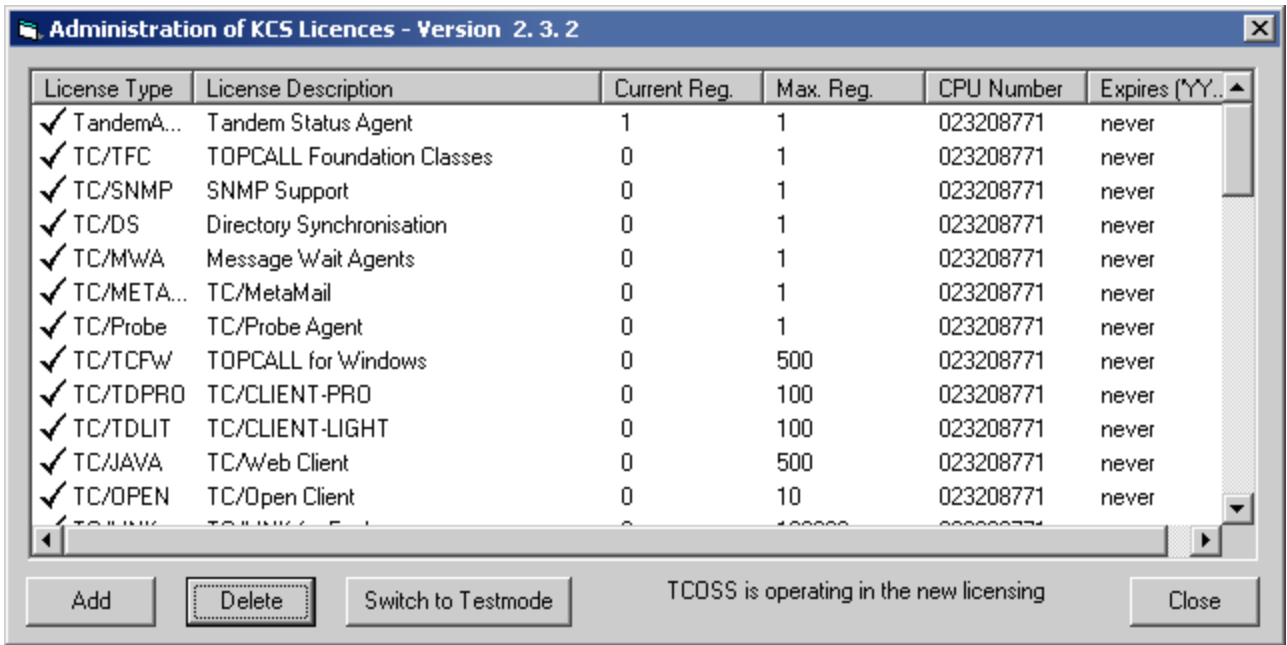 Administration of KCS Licences - Version 2. 3. 2
License Type License Description Current Reg. Max. Reg. CPU Number Expires ('YY...
TandemA... Tandem Status Agent 1 1 023208771 never
TC/TFC TOPCALL Foundation Classes 0 1 023208771 never
TC/SNMP SNMP Support 0 1 023208771 never
TC/DS Directory Synchronisation 0 1 023208771 never
TC/MWA Message Wait Agents 0 1 023208771 never
TC/META... TC/MetaMail 0 1 023208771 never
TC/Probe TC/Probe Agent 0 1 023208771 never
TC/TCFW TOPCALL for Windows 0 500 023208771 never
TC/TDPRO TC/CLIENT-PRO 0 100 023208771 never
TC/TDLIT TC/CLIENT-LIGHT 0 100 023208771 never
TC/JAVA TC/Web Client 0 500 023208771 never
TC/OPEN TC/Open Client 0 10 023208771 never
Add Delete Switch to Testmode TCOSS is operating in the new licensing Close